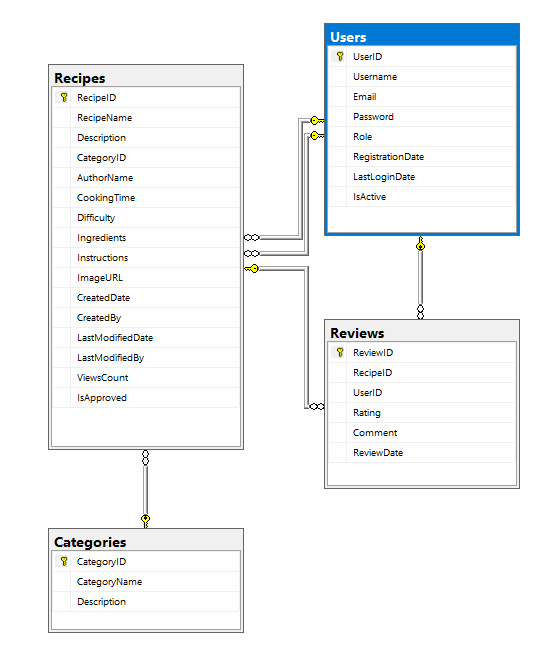 Users
UserID
Username
Email
Password
Role
RegistrationDate
LastLoginDate
IsActive
Recipes
RecipeID
RecipeName
Description
CategoryID
AuthorName
CookingTime
Difficulty
Ingredients
Instructions
ImageURL
CreatedDate
CreatedBy
LastModifiedDate
LastModifiedBy
ViewsCount
IsApproved
Reviews
ReviewID
RecipeID
UserID
Rating
Comment
ReviewDate
Categories
CategoryID
CategoryName
Description